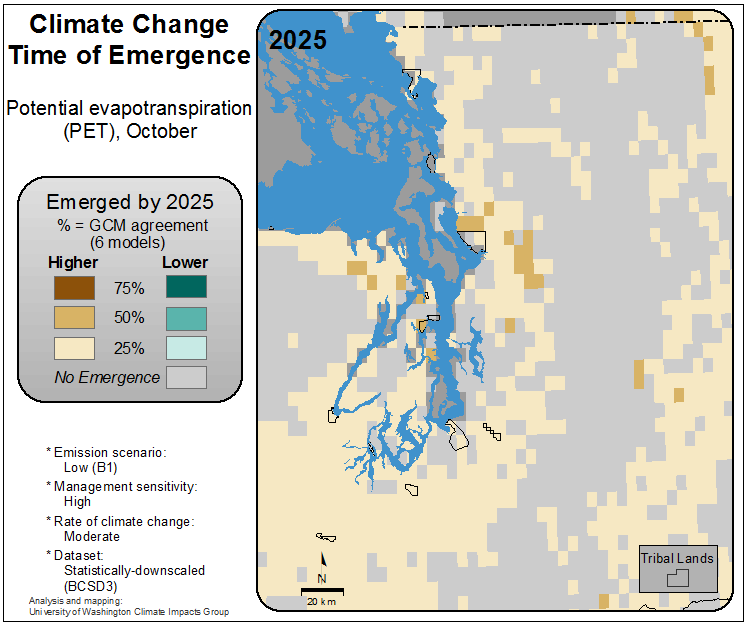 Climate Change
Time of Emergence
Potential evapotranspiration
(PET), October
Emerged by 2025
% = GCM agreement
(6 models)
Higher Lower
75%
50%
25%
No Emergence
* Emission scenario:
Low (B1)
* Management sensitivity:
High
* Rate of climate change:
Moderate
* Dataset:
Statistically-downscaled
(BCSD3)
Analysis and mapping:
University of Washington Climate Impacts Group
2025
N
20 km
Tribal Lands